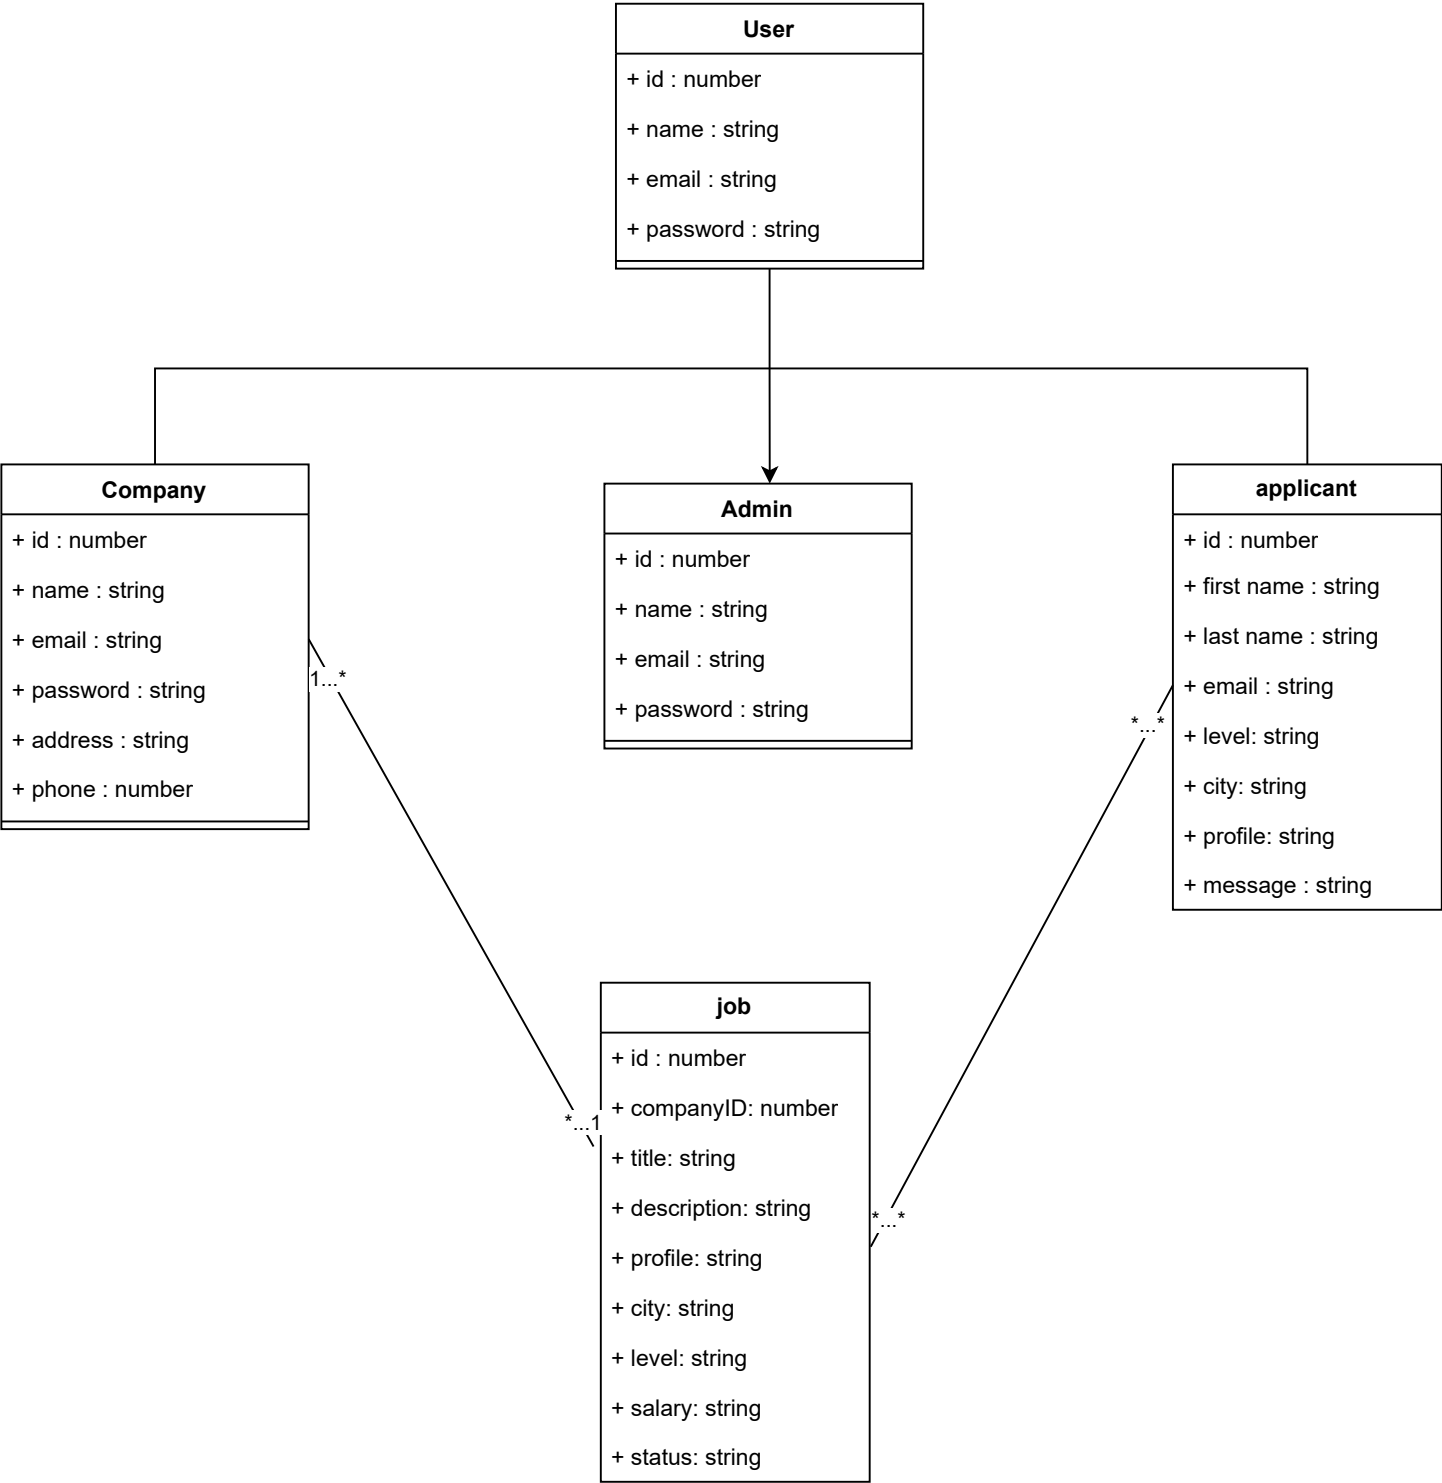 User
+ id : number
+ name : string
+ email : string
+ password : string
Company
+ id : number
+ name : string
+ email : string
+ password : string
+ address : string
+ phone : number
Admin
+ id : number
+ name : string
+ email : string
+ password : string
applicant
+ id : number
+ first name : string
+ last name : string
+ email : string
+ level: string
+ city: string
+ profile: string
+ message : string
1...*
*...*
job
+ id : number
+ companyID: number
+ title: string
+ description: string
+ profile: string
+ city: string
+ level: string
+ salary: string
+ status: string
*...1
*...*